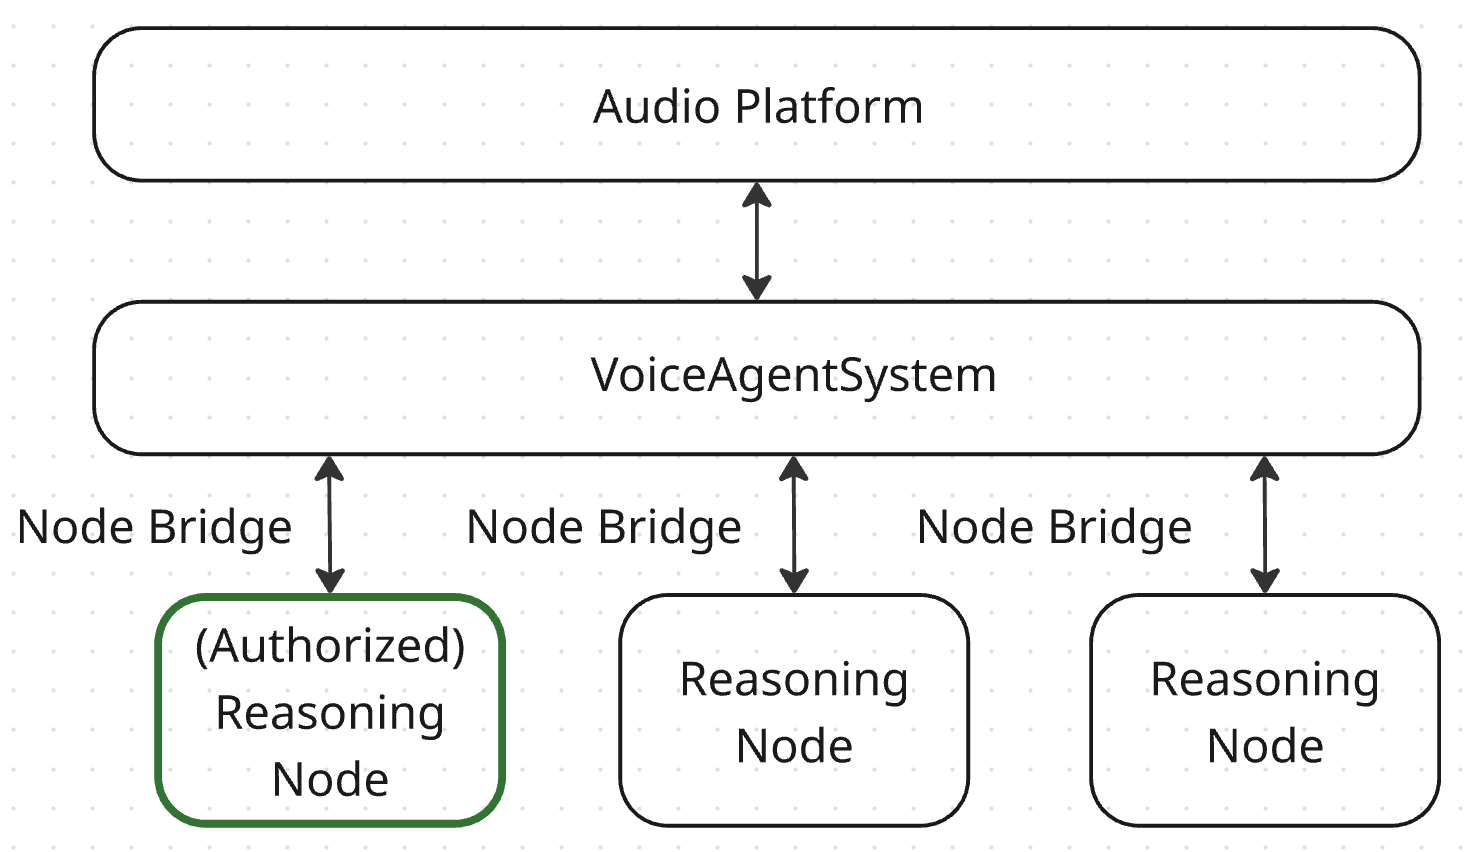 Audio Platform
VoiceAgentSystem
Node Bridge
Node Bridge
Node Bridge
(Authorized)
Reasoning
Node
Reasoning
Node
Reasoning
Node